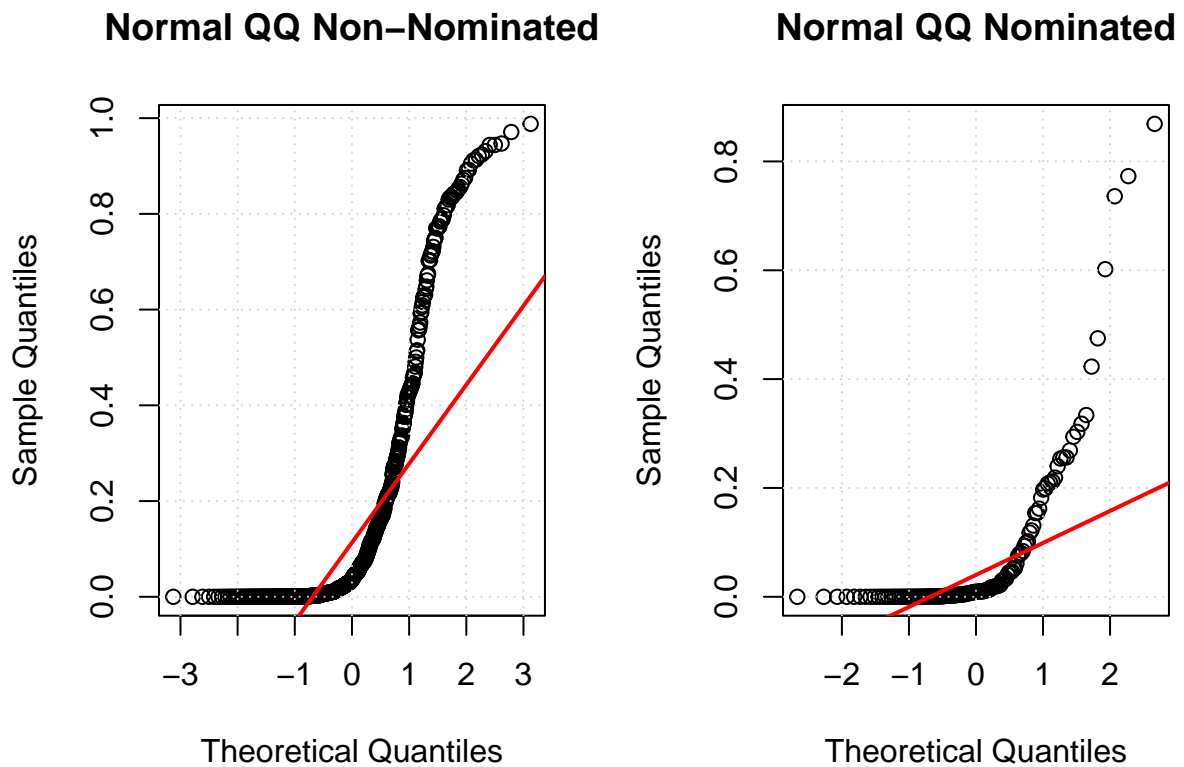 Normal QQ Non−Nominated
Sample Quantiles
1.0
0.8
0.6
0.4
0.2
0.0
−3 −1 0 1 2 3
Theoretical Quantiles
Normal QQ Nominated
Sample Quantiles
0.8
0.6
0.4
0.2
0.0
−2 −1 0 1 2
Theoretical Quantiles